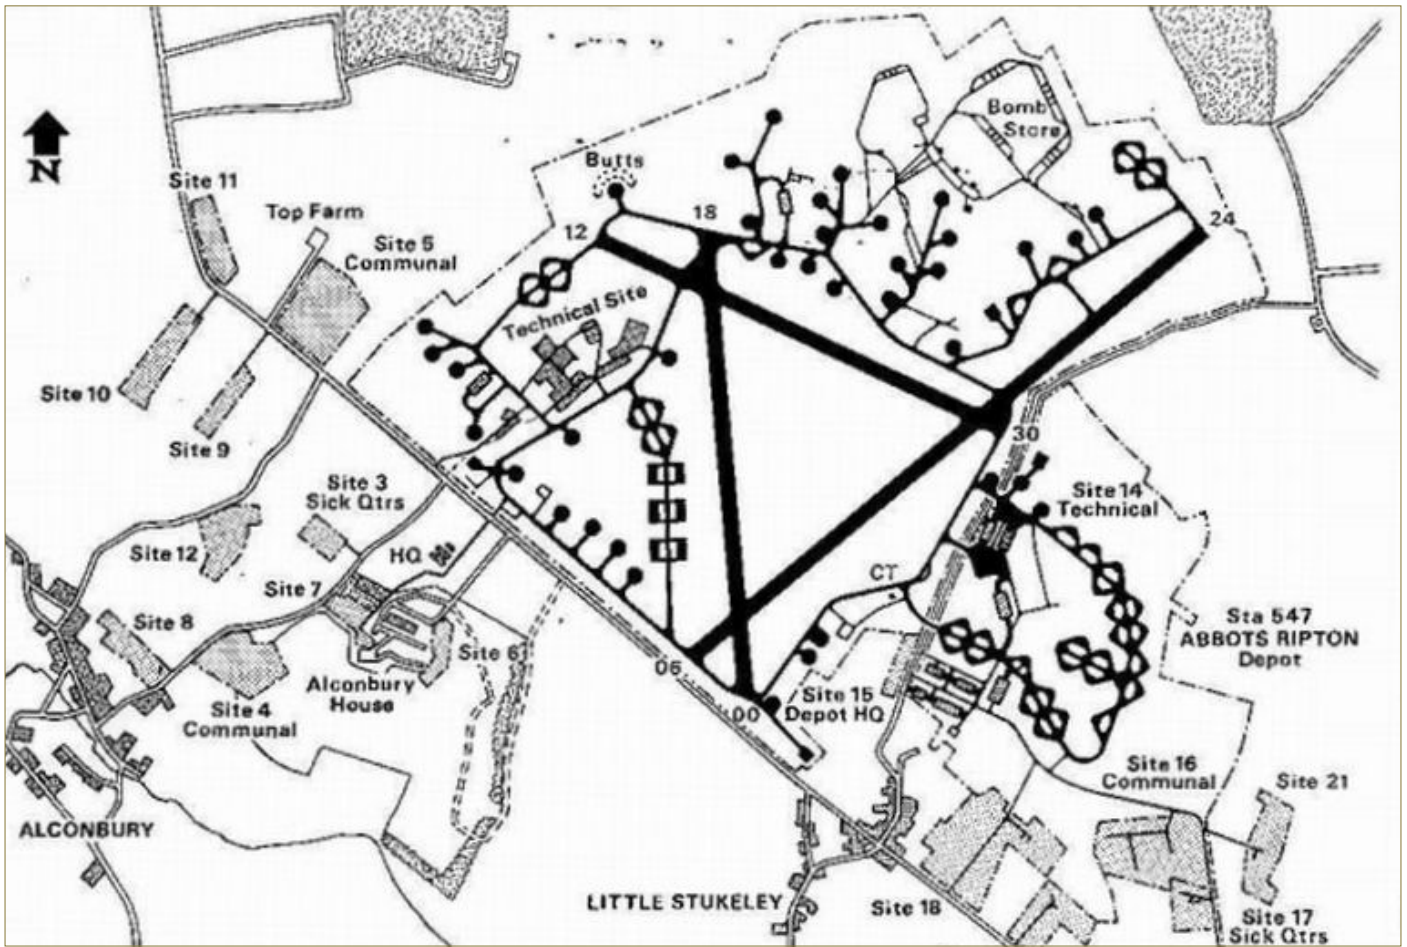 Bomb
Store
Butts
N
Site 11
18
24
Top Farm
12
Site 5
Communal
Technical Site
Site 10
Site 9
30
Site 3
Sick Qtrs
Site 14
Technical
Site 12
HQ
CT
Site 7
Site 8
Sta 547
ABBOTS RIPTON
Depot
Site 6
06
Alconbury
House
Site 15
Depot HQ
Site 4
Communal
00
Site 16
Communal
Site 21
ALCONBURY
LITTLE STUKELEY
Site 18
Site 17
Sick Qtrs